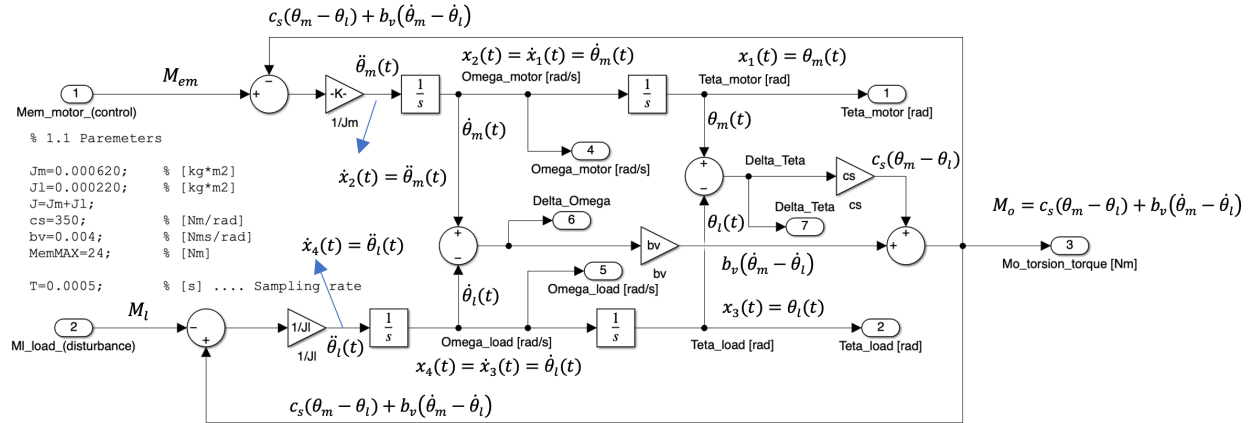 c_s(θ_m − θ_l) + b_v(θ̇_m − θ̇_l)
M_em
θ̈_m(t)
x_2(t) = ẋ_1(t) = θ̇_m(t)
x_1(t) = θ_m(t)
Omega_motor [rad/s]
Teta_motor [rad]
1
Mem_motor_(control)
−
+
-K-
1/Jm
1/s
1/s
1
Teta_motor [rad]
% 1.1 Paremeters
Jm=0.000620; % [kg*m2]
Jl=0.000220; % [kg*m2]
J=Jm+Jl;
cs=350; % [Nm/rad]
bv=0.004; % [Nms/rad]
MemMAX=24; % [Nm]
T=0.0005; % [s] .... Sampling rate
ẋ_2(t) = θ̈_m(t)
θ̇_m(t)
4
Omega_motor [rad/s]
θ_m(t)
+
−
Delta_Teta
cs
cs
c_s(θ_m − θ_l)
Delta_Teta
7
Delta_Omega
6
θ_l(t)
M_o = c_s(θ_m − θ_l) + b_v(θ̇_m − θ̇_l)
ẋ_4(t) = θ̈_l(t)
+
−
bv
bv
b_v(θ̇_m − θ̇_l)
+
+
3
Mo_torsion_torque [Nm]
5
Omega_load [rad/s]
θ̇_l(t)
x_3(t) = θ_l(t)
M_l
2
Ml_load_(disturbance)
−
+
1/Jl
1/Jl
θ̈_l(t)
1/s
Omega_load [rad/s]
1/s
Teta_load [rad]
2
Teta_load [rad]
x_4(t) = ẋ_3(t) = θ̇_l(t)
c_s(θ_m − θ_l) + b_v(θ̇_m − θ̇_l)